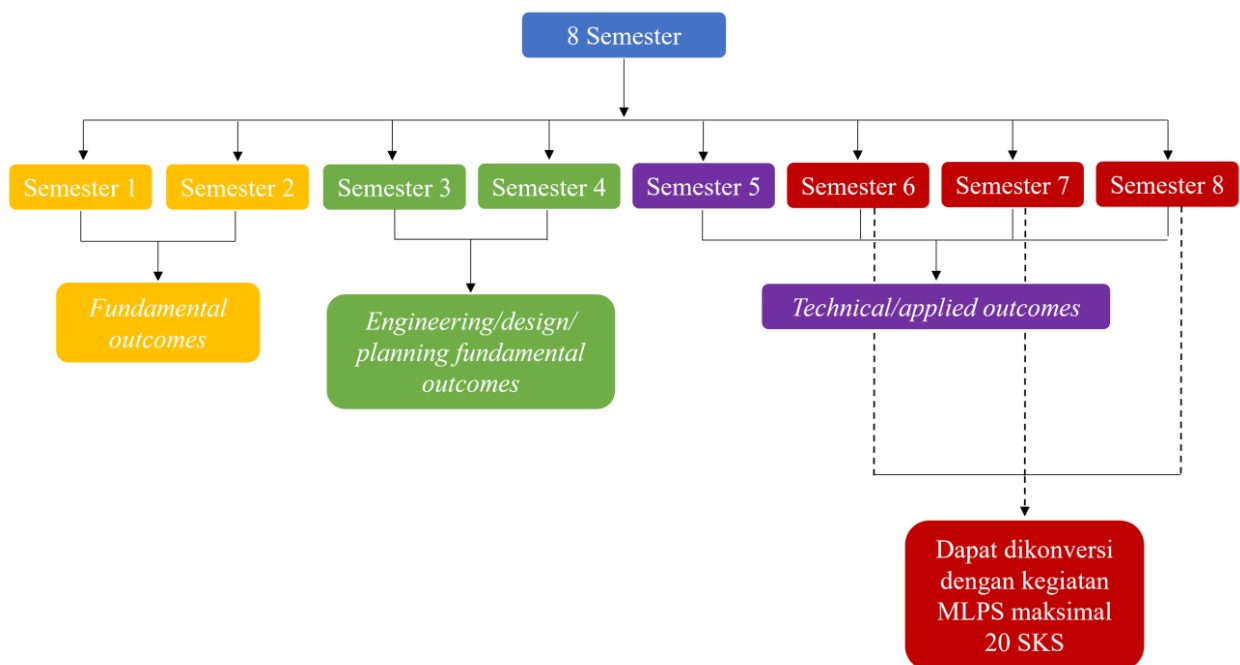 8 Semester
Semester 1
Semester 2
Semester 3
Semester 4
Semester 5
Semester 6
Semester 7
Semester 8
Fundamental
outcomes
Engineering/design/
planning fundamental
outcomes
Technical/applied outcomes
Dapat dikonversi
dengan kegiatan
MLPS maksimal
20 SKS